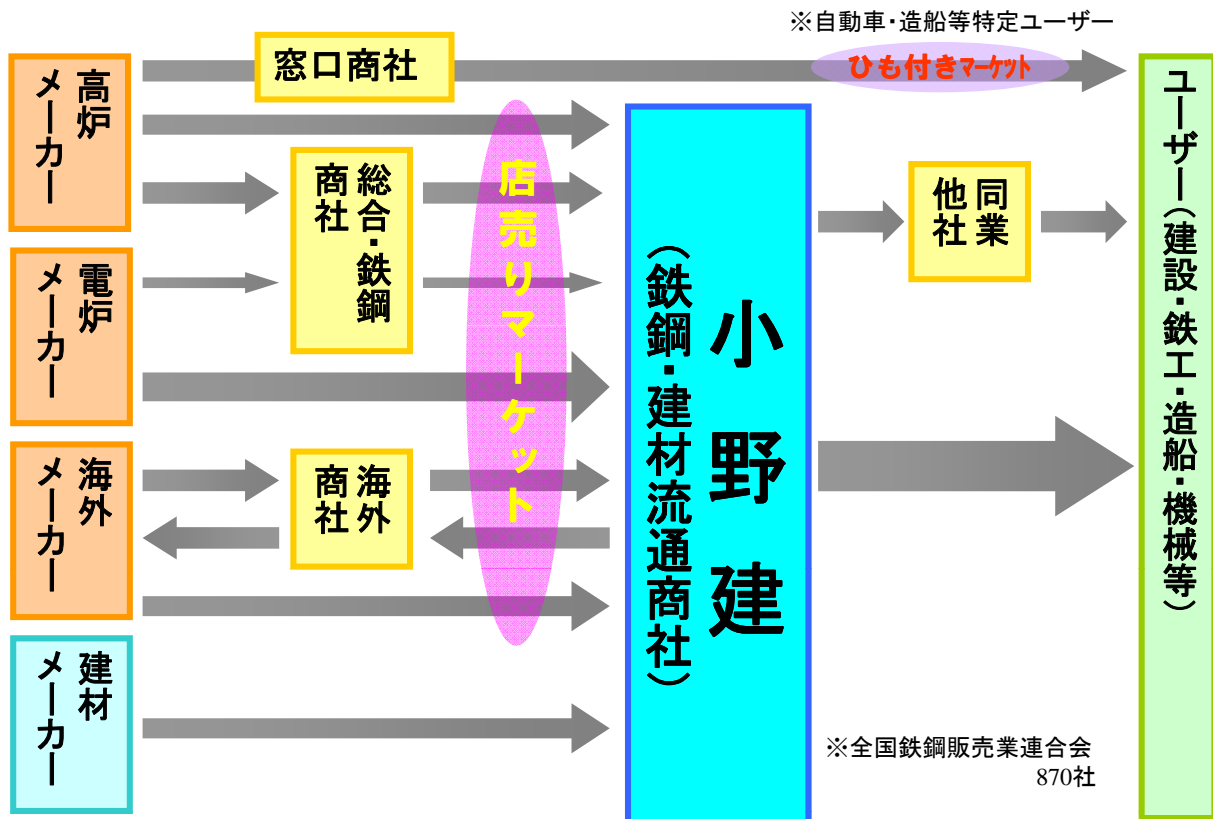 ※自動車・造船等特定ユーザー
窓口商社
ひも付きマーケット
高炉
メーカー
総合・鉄鋼
商社
店売りマーケット
電炉
メーカー
海外
メーカー
海外
商社
建材
メーカー
小野建
(鉄鋼・建材流通商社)
同業
他社
ユーザー(建設・鉄工・造船・機械等)
※全国鉄鋼販売業連合会
870社